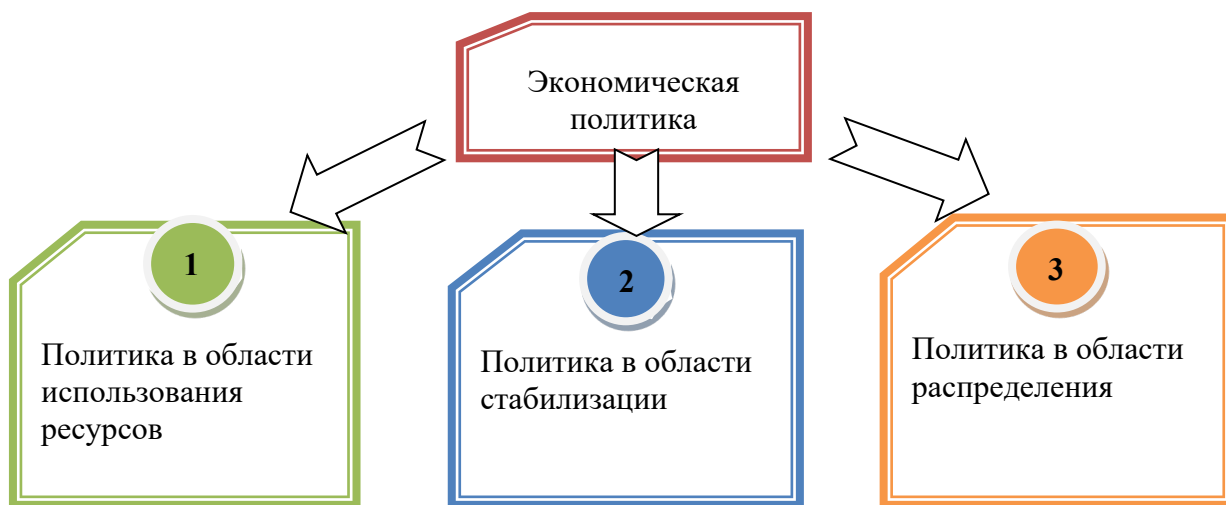 Экономическая
политика
1
Политика в области
использования
ресурсов
2
Политика в области
стабилизации
3
Политика в области
распределения